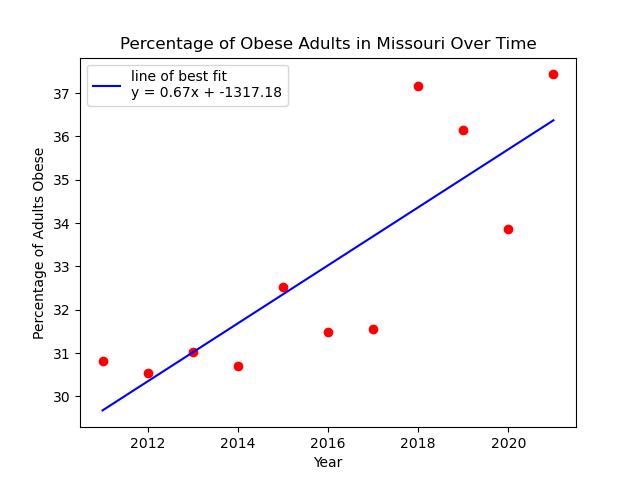 Percentage of Obese Adults in Missouri Over Time
line of best fit
y = 0.67x + -1317.18
Percentage of Adults Obese
37
36
35
34
33
32
31
30
2012 2014 2016 2018 2020
Year